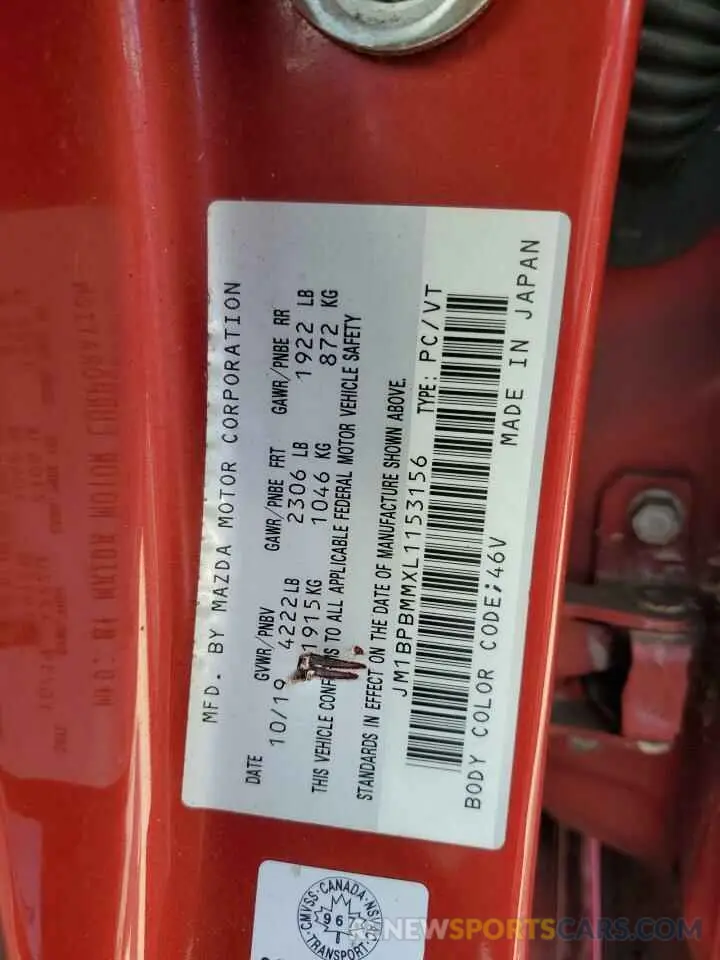 MFD. BY MAZDA MOTOR CORPORATION
GVWR/PNBV GAWR/PNBE FRT GAWR/PNBE RR
DATE 4222LB 2306 LB 1922 LB
10/19 1915KG 1046 KG 872 KG
THIS VEHICLE TO ALL APPLICABLE FEDERAL MOTOR VEHICLE SAFETY
STANDARDS IN EFFECT ON THE DATE OF MANUFACTURE SHOWN ABOVE.
JM1BPBMMXL1153156 TYPE: PC/VT
BODY COLOR CODE;46V MADE IN JAPAN
CANADA
CMVSS NSVAC
967
TRANSPORT
NEWSPORTSCARS.COM